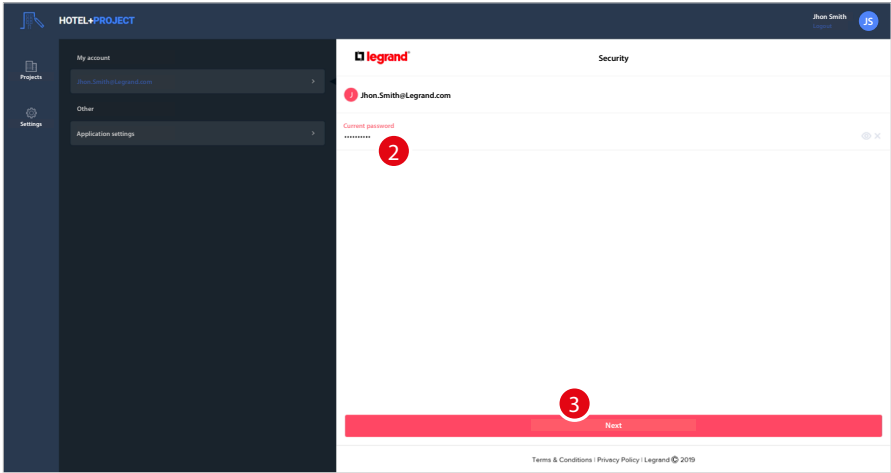 HOTEL+PROJECT
Jhon Smith
Legrand
JS
Projects
Settings
My account
Jhon.Smith@Legrand.com
Other
Application settings
legrand®
Security
J Jhon.Smith@Legrand.com
Current password
••••••••••
2
3
Next
Terms & Conditions | Privacy Policy | Legrand © 2019